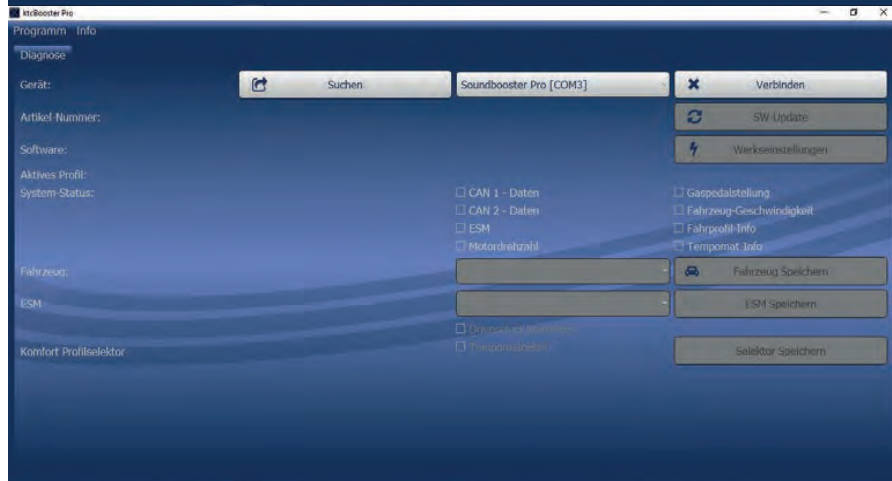 ktcBooster Pro
Programm Info
Diagnose
Gerät: Suchen Soundbooster Pro [COM3] Verbinden
Artikel-Nummer: SW-Update
Software: Werkseinstellungen
Aktives Profil:
System-Status: CAN 1 - Daten Gaspedalstellung
CAN 2 - Daten Fahrzeug-Geschwindigkeit
ESM Fahrprofil-Info
Motordrehzahl Tempomat Info
Fahrzeug: Fahrzeug Speichern
ESM ESM Speichern
Komfort Profilselektor Selektor Speichern